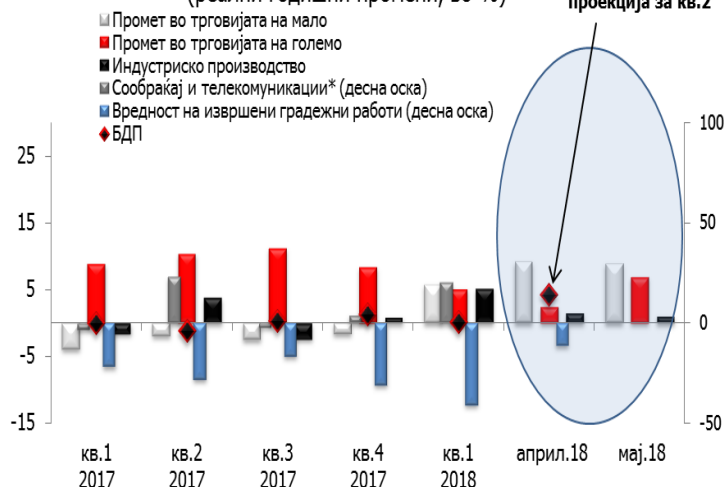 (реални годишни промени, во %)
проекција за кв.2
Промет во трговијата на мало
Промет во трговијата на големо
Индустриско производство
Сообраќај и телекомуникации* (десна оска)
Вредност на извршени градежни работи (десна оска)
БДП
25
15
5
-5
-15
100
50
0
-50
кв.1
2017
кв.2
2017
кв.3
2017
кв.4
2017
кв.1
2018
април.18
мај.18